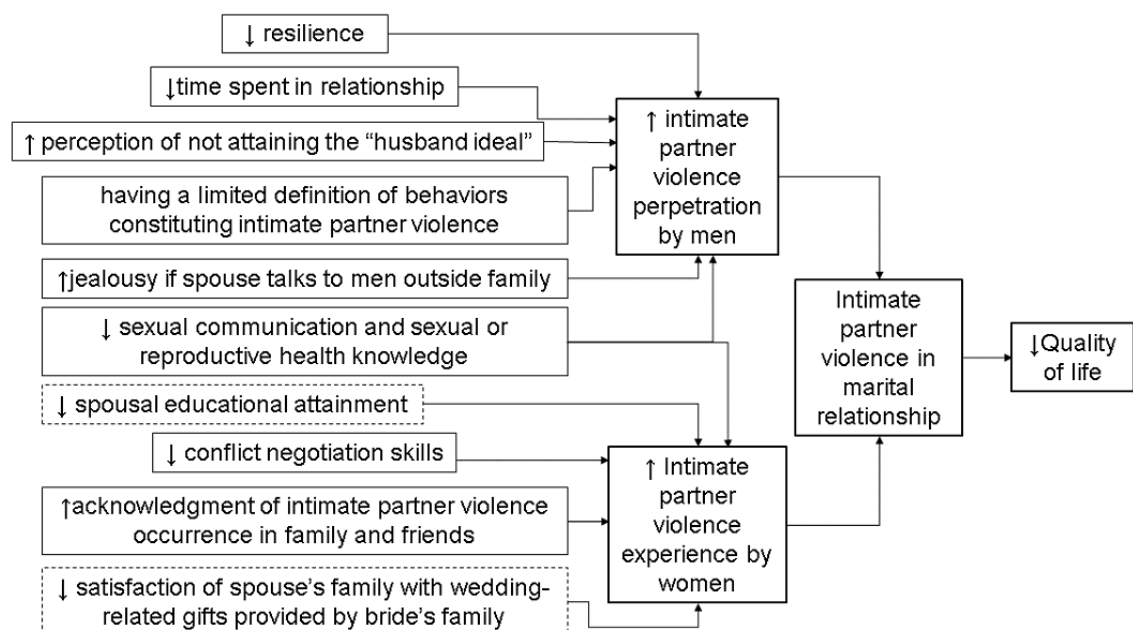 ↓ resilience
↓time spent in relationship
↑ perception of not attaining the “husband ideal”
having a limited definition of behaviors
constituting intimate partner violence
↑jealousy if spouse talks to men outside family
↓ sexual communication and sexual or
reproductive health knowledge
↓ spousal educational attainment
↓ conflict negotiation skills
↑acknowledgment of intimate partner violence
occurrence in family and friends
↓ satisfaction of spouse’s family with wedding-
related gifts provided by bride’s family
↑ intimate
partner
violence
perpetration
by men
↑ Intimate
partner
violence
experience by
women
Intimate
partner
violence in
marital
relationship
↓Quality
of life